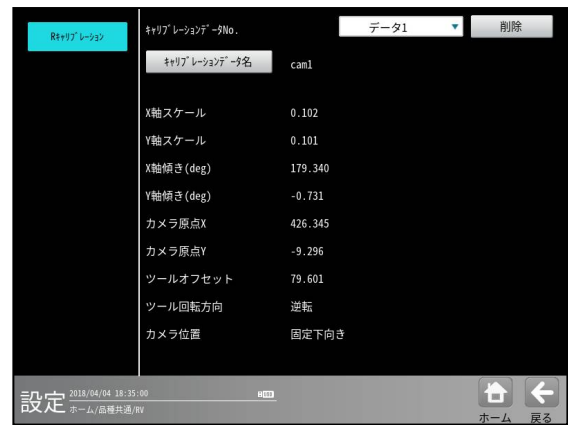 Rｷｬﾘﾌﾞﾚｰｼｮﾝ
ｷｬﾘﾌﾞﾚｰｼｮﾝﾃﾞｰﾀNo. データ1 削除
ｷｬﾘﾌﾞﾚｰｼｮﾝﾃﾞｰﾀ名 cam1
X軸スケール 0.102
Y軸スケール 0.101
X軸傾き(deg) 179.340
Y軸傾き(deg) -0.731
カメラ原点X 426.345
カメラ原点Y -9.296
ツールオフセット 79.601
ツール回転方向 逆転
カメラ位置 固定下向き
設定 2018/04/04 18:35:00
ホーム/品種共通/RV
ホーム 戻る